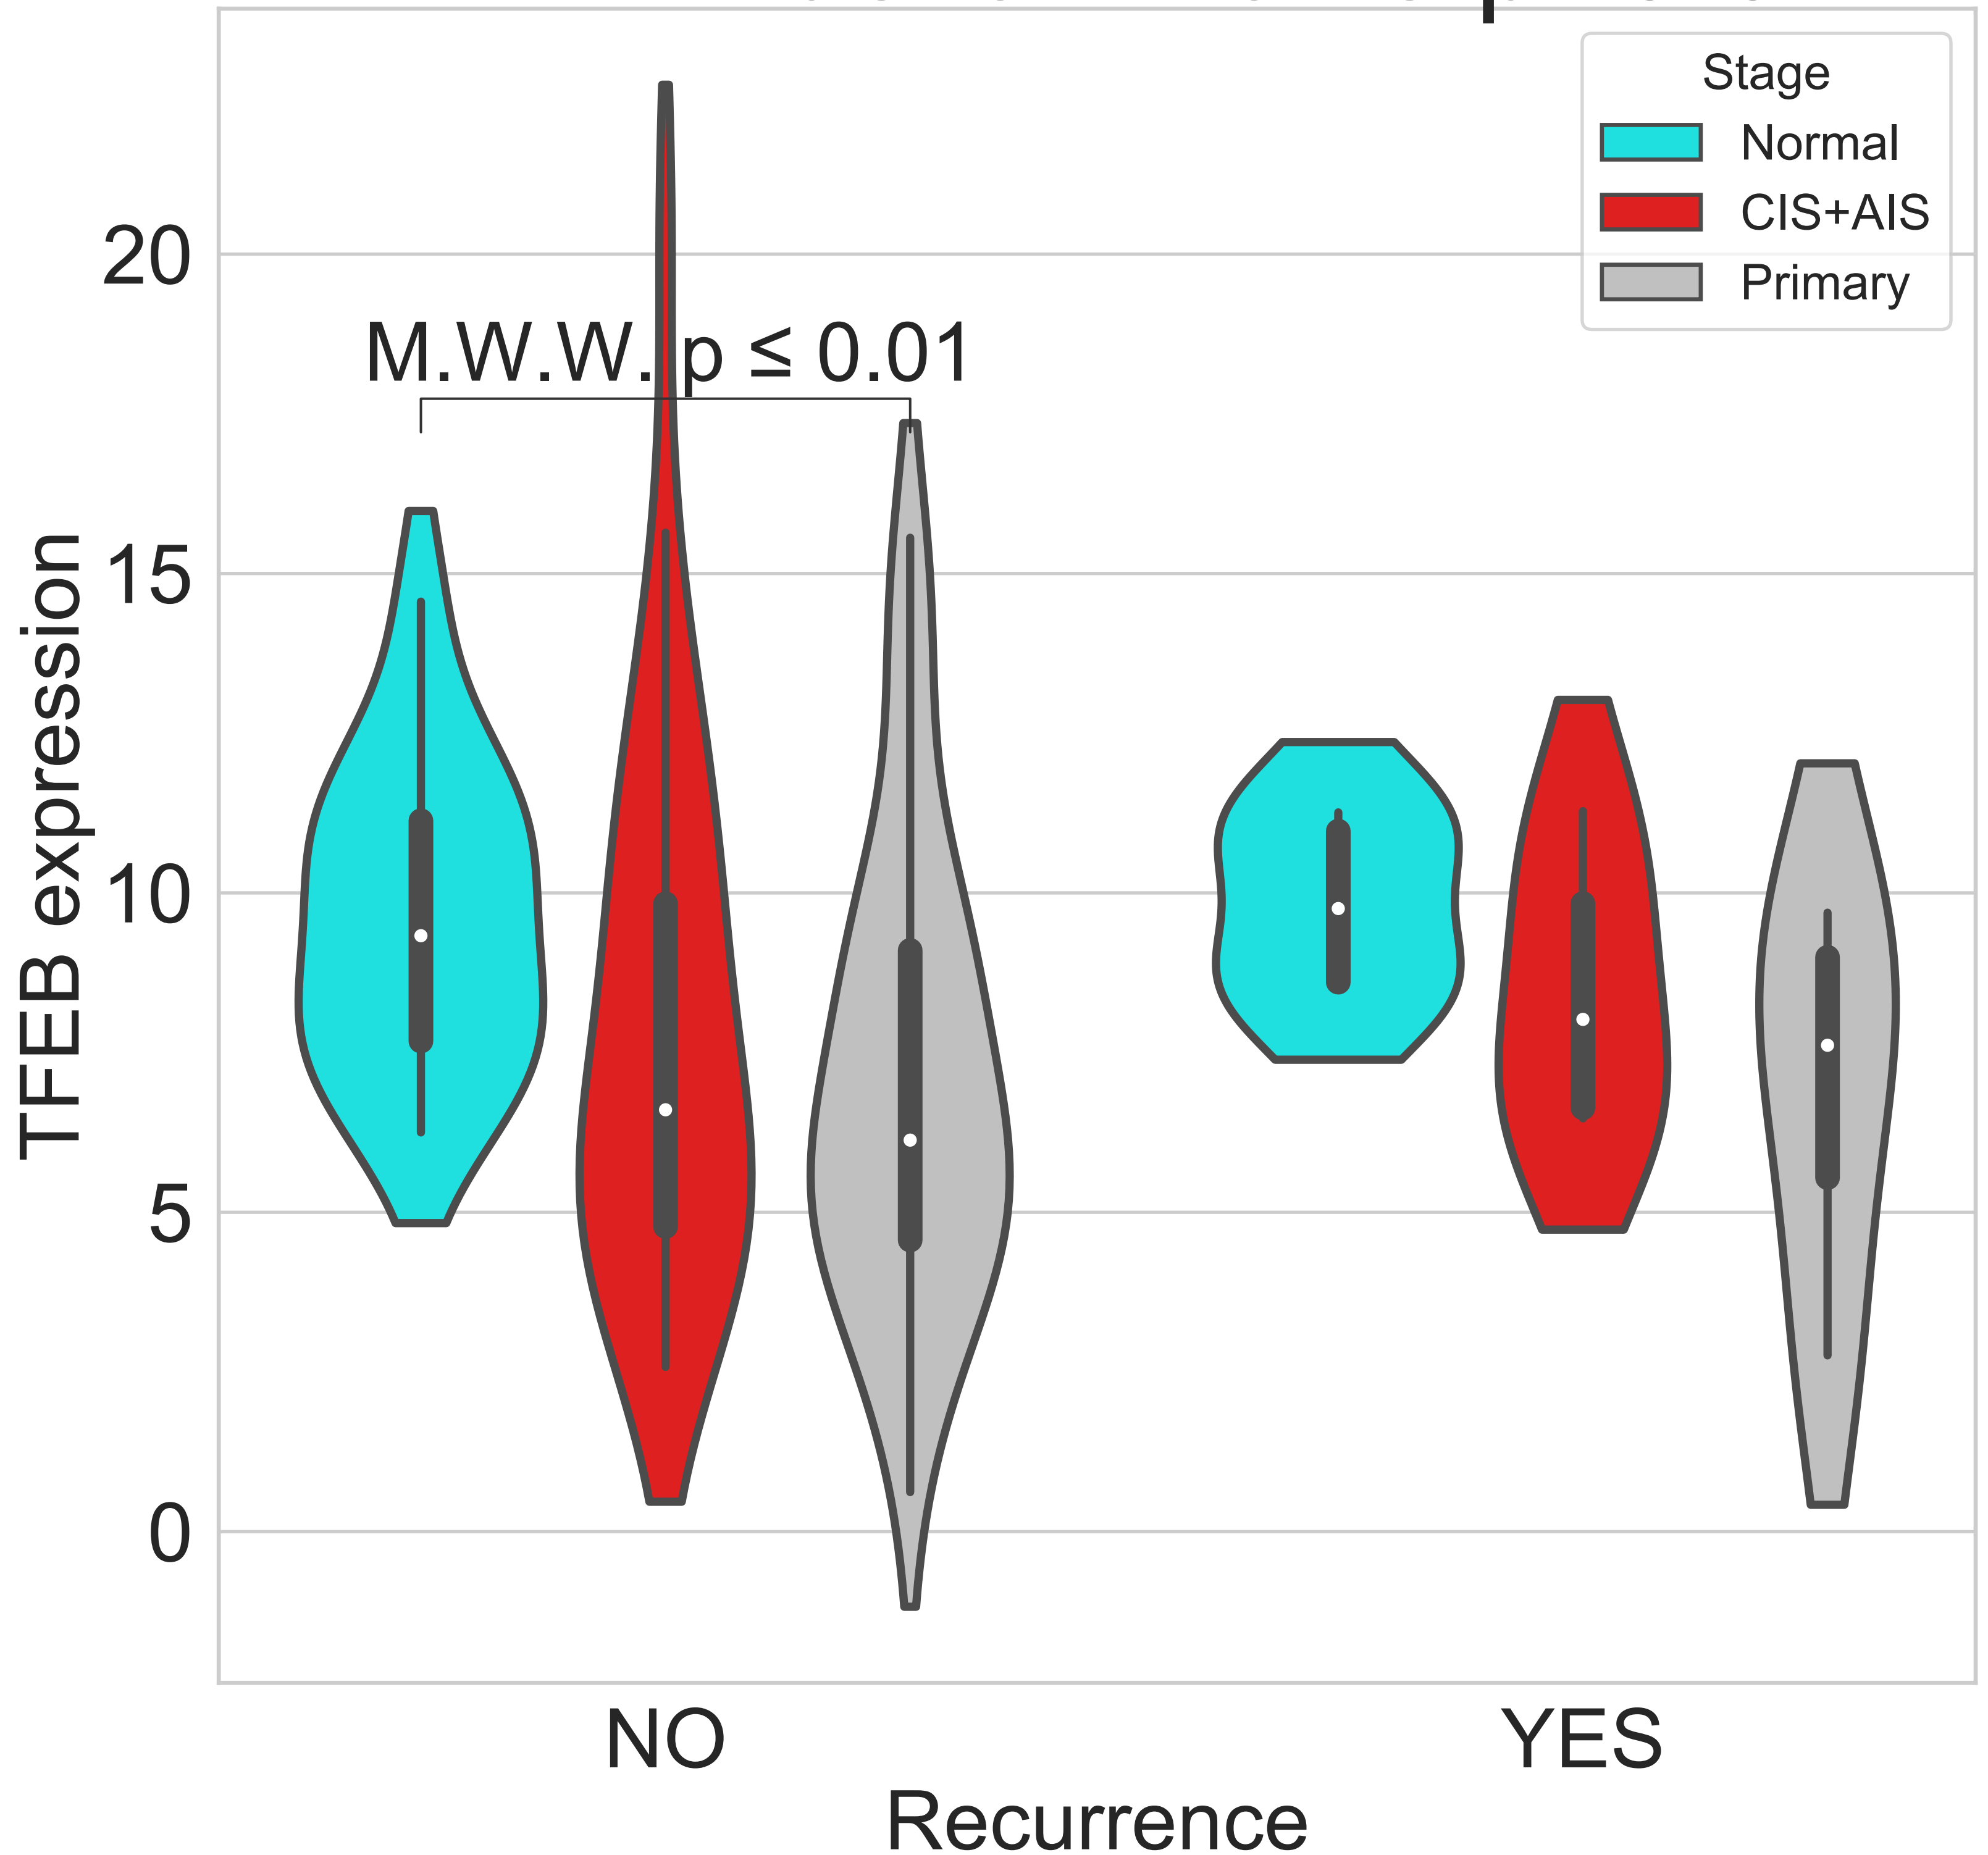 Stage
Normal
CIS+AIS
Primary
M.W.W. p ≤ 0.01
20
15
10
5
0
TFEB expression
NO
YES
Recurrence